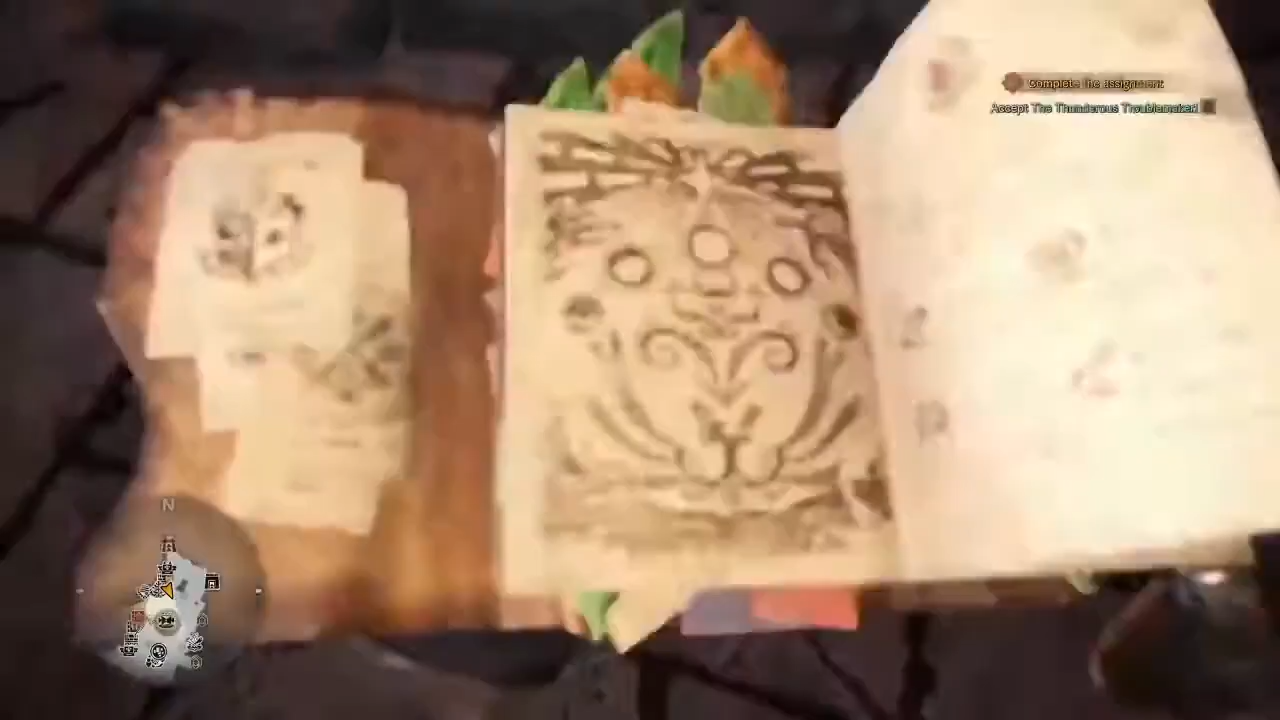 Complete the assignment
Accept The Thunderous Troublemaker!
N